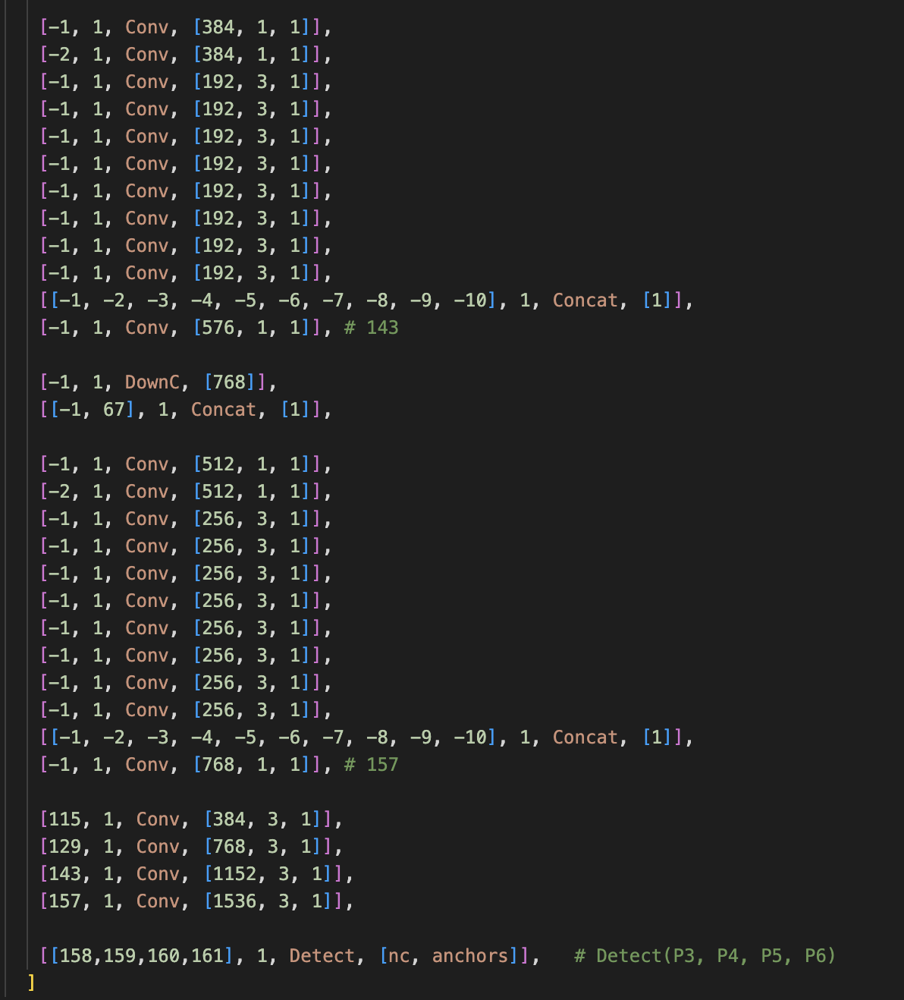 [-1, 1, Conv, [384, 1, 1]],
[-2, 1, Conv, [384, 1, 1]],
[-1, 1, Conv, [192, 3, 1]],
[-1, 1, Conv, [192, 3, 1]],
[-1, 1, Conv, [192, 3, 1]],
[-1, 1, Conv, [192, 3, 1]],
[-1, 1, Conv, [192, 3, 1]],
[-1, 1, Conv, [192, 3, 1]],
[-1, 1, Conv, [192, 3, 1]],
[-1, 1, Conv, [192, 3, 1]],
[[-1, -2, -3, -4, -5, -6, -7, -8, -9, -10], 1, Concat, [1]],
[-1, 1, Conv, [576, 1, 1]], # 143
[-1, 1, DownC, [768]],
[[-1, 67], 1, Concat, [1]],
[-1, 1, Conv, [512, 1, 1]],
[-2, 1, Conv, [512, 1, 1]],
[-1, 1, Conv, [256, 3, 1]],
[-1, 1, Conv, [256, 3, 1]],
[-1, 1, Conv, [256, 3, 1]],
[-1, 1, Conv, [256, 3, 1]],
[-1, 1, Conv, [256, 3, 1]],
[-1, 1, Conv, [256, 3, 1]],
[-1, 1, Conv, [256, 3, 1]],
[-1, 1, Conv, [256, 3, 1]],
[[-1, -2, -3, -4, -5, -6, -7, -8, -9, -10], 1, Concat, [1]],
[-1, 1, Conv, [768, 1, 1]], # 157
[115, 1, Conv, [384, 3, 1]],
[129, 1, Conv, [768, 3, 1]],
[143, 1, Conv, [1152, 3, 1]],
[157, 1, Conv, [1536, 3, 1]],
[[158,159,160,161], 1, Detect, [nc, anchors]],   # Detect(P3, P4, P5, P6)
]